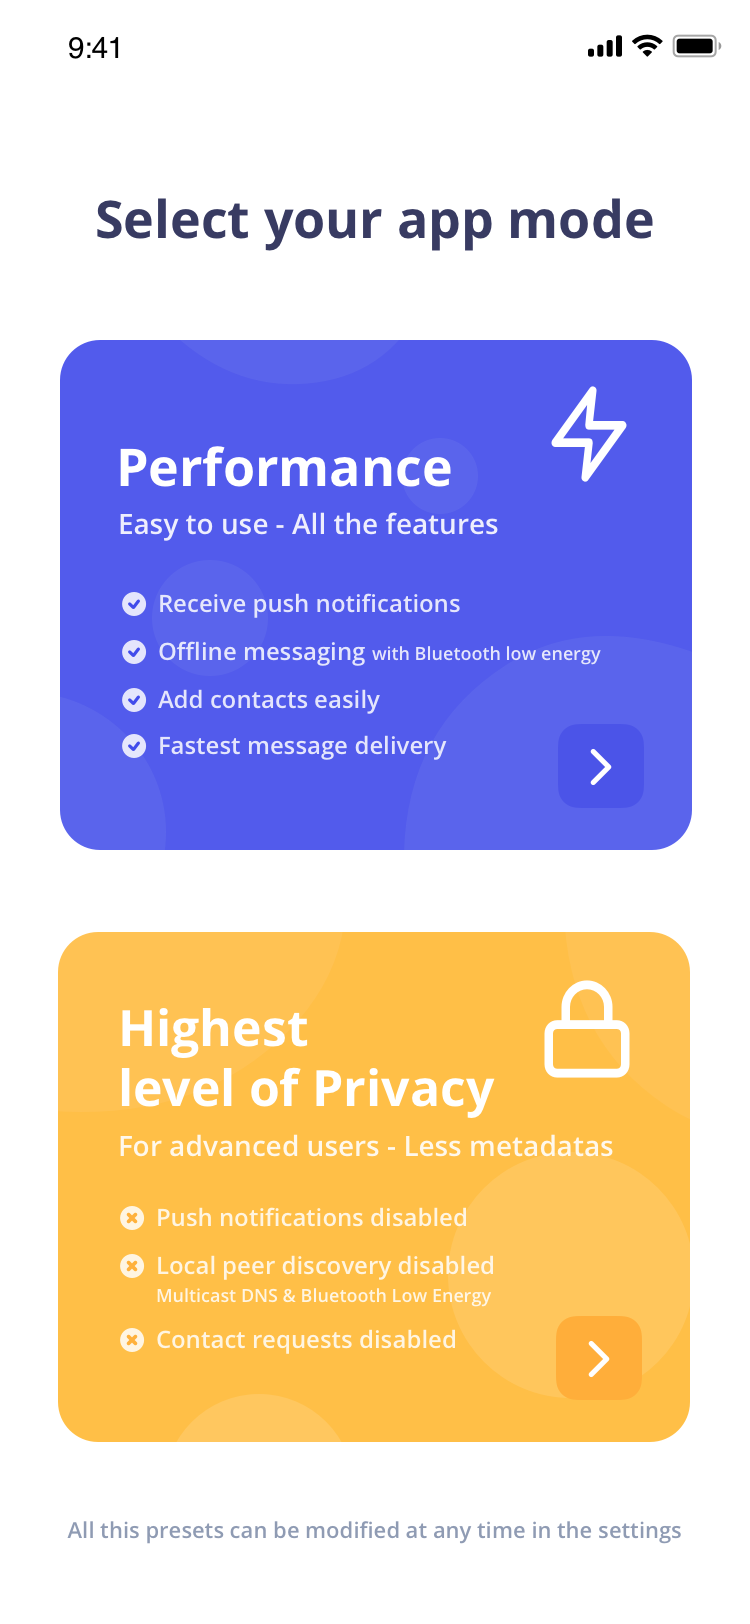 9:41
Select your app mode
Performance
Easy to use - All the features
Receive push notifications
Offline messaging with Bluetooth low energy
Add contacts easily
Fastest message delivery
Highest
level of Privacy
For advanced users - Less metadatas
Push notifications disabled
Local peer discovery disabled
Multicast DNS & Bluetooth Low Energy
Contact requests disabled
All this presets can be modified at any time in the settings